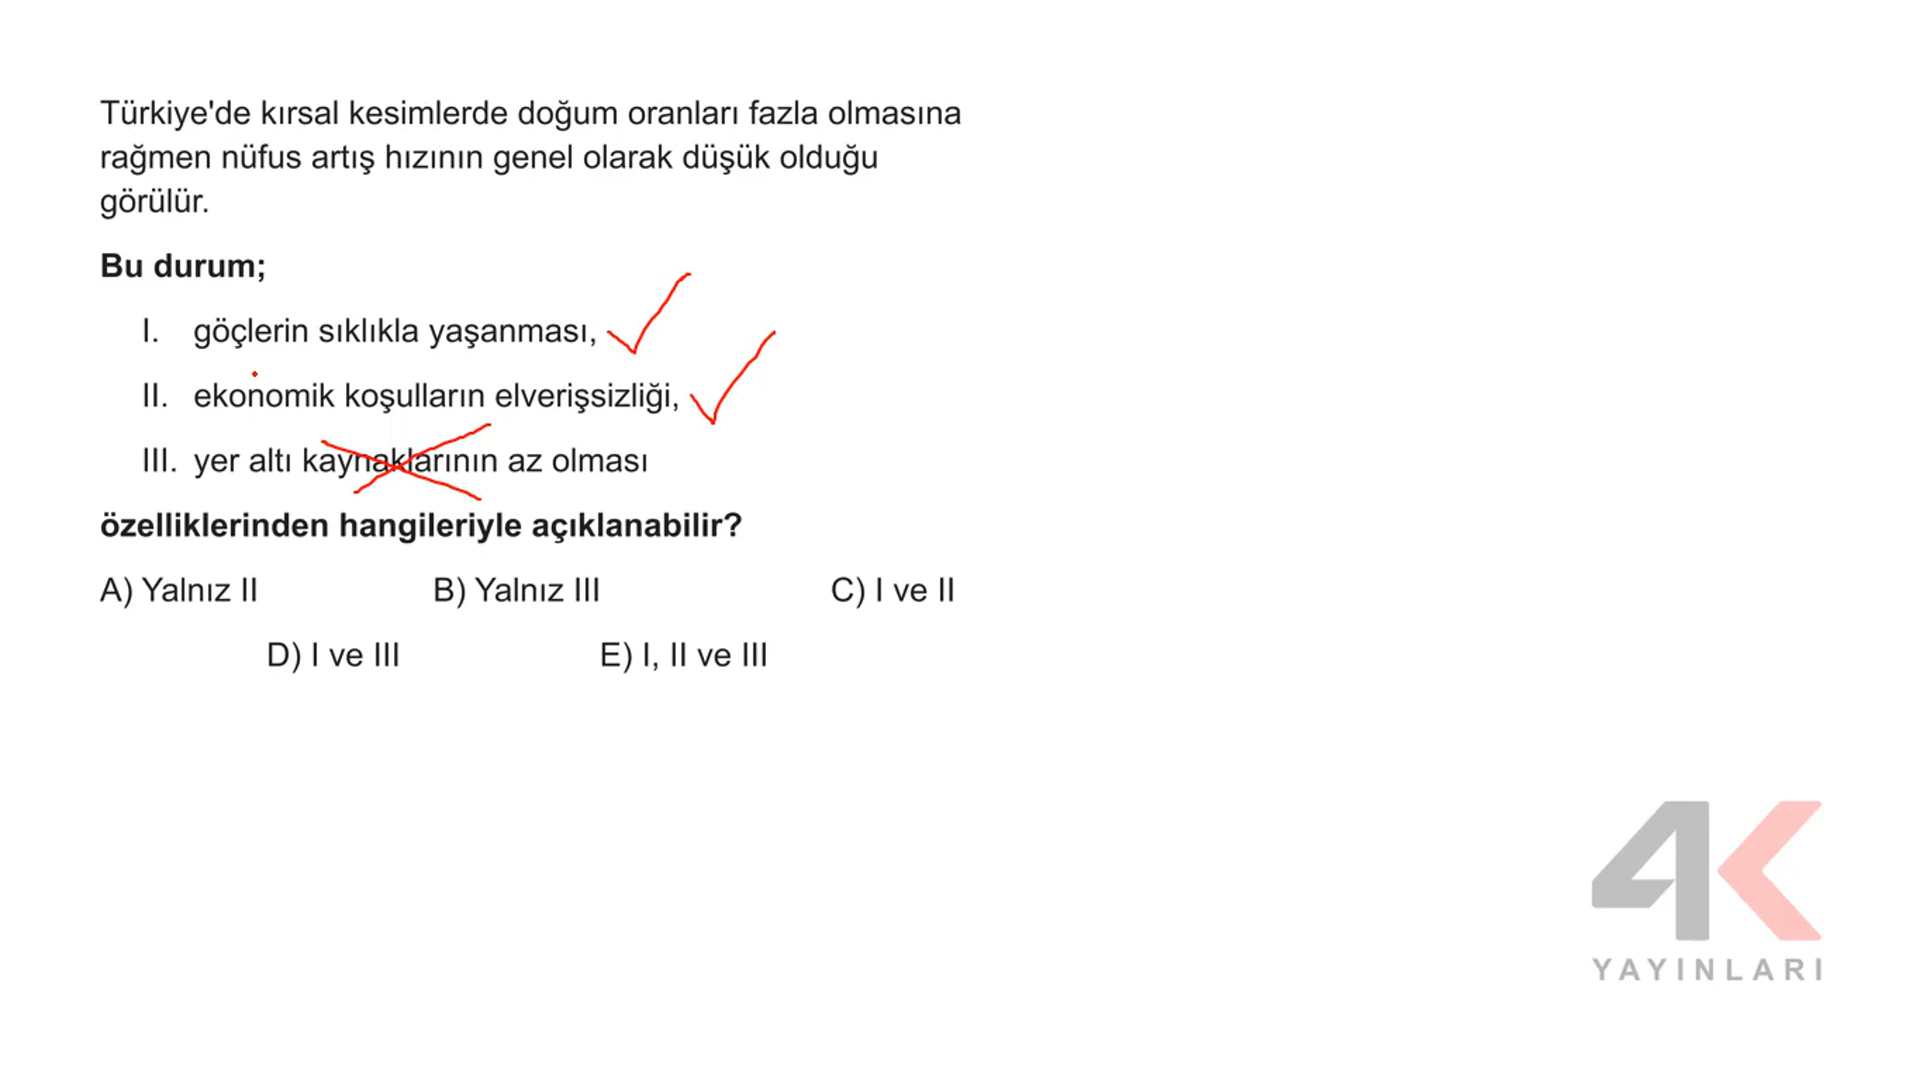 Türkiye'de kırsal kesimlerde doğum oranları fazla olmasına
rağmen nüfus artış hızının genel olarak düşük olduğu
görülür.
Bu durum;
I. göçlerin sıklıkla yaşanması,
II. ekonomik koşulların elverişsizliği,
III. yer altı kaynaklarının az olması
özelliklerinden hangileriyle açıklanabilir?
A) Yalnız II B) Yalnız III C) I ve II
D) I ve III E) I, II ve III
4K
YAYINLARI